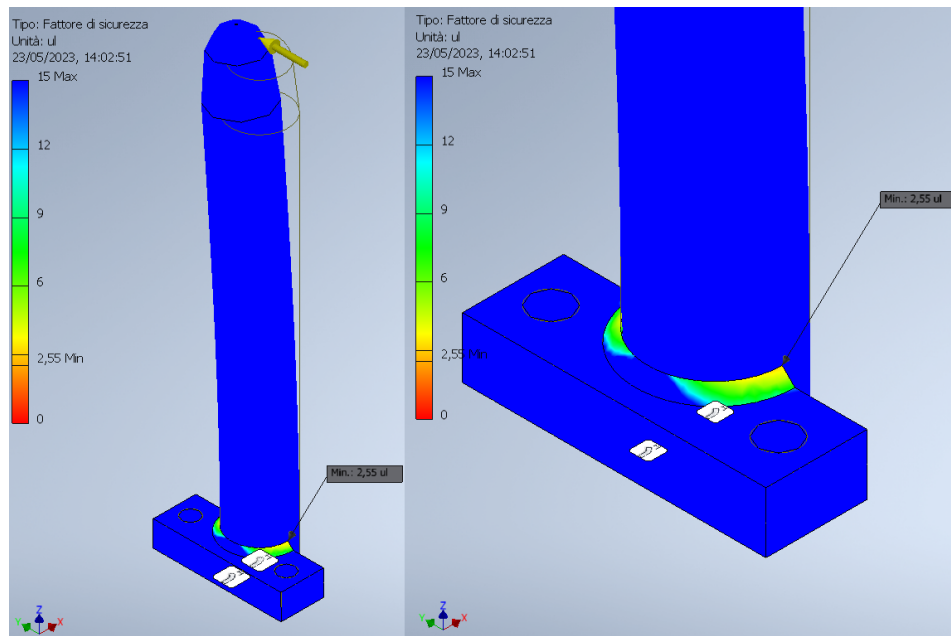 Tipo: Fattore di sicurezza
Unità: ul
23/05/2023, 14:02:51
15 Max
12
9
6
2,55 Min
0
Min.: 2,55 ul
Z
Y
X
Tipo: Fattore di sicurezza
Unità: ul
23/05/2023, 14:02:51
15 Max
12
9
6
2,55 Min
0
Min.: 2,55 ul
Z
Y
X